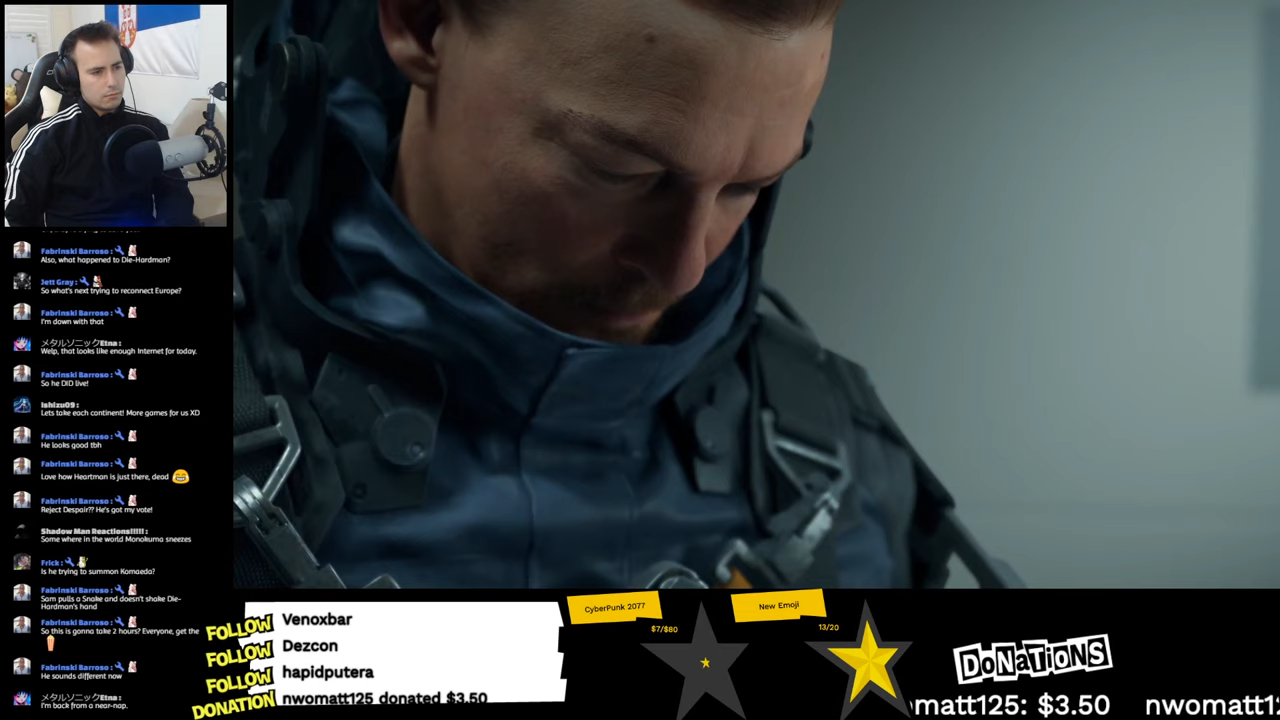 Fabrinski Barroso :
Also, what happened to Die-Hardman?
Jett Gray :
So what's next trying to reconnect Europe?
Fabrinski Barroso :
I'm down with that
メタルソニックEtna :
Welp, that looks like enough Internet for today.
Fabrinski Barroso :
So he DID live!
Ishizu09 :
Lets take each continent! More games for us XD
Fabrinski Barroso :
He looks good tbh
Fabrinski Barroso :
Love how Heartman is just there, dead
Fabrinski Barroso :
Reject Despair?? He's got my vote!
Shadow Man Reactions!!!!! :
Some where in the world Monokuma sneezes
Frick :
Is he trying to summon Komaeda?
Fabrinski Barroso :
Sam pulls a Snake and doesn't shake Die-
Hardman's hand
Fabrinski Barroso :
So this is gonna take 2 hours? Everyone, get the
Fabrinski Barroso :
He sounds different now
メタルソニックEtna :
I'm back from a near-nap.
FOLLOW Venoxbar
FOLLOW Dezcon
FOLLOW hapidputera
DONATION nwomatt125 donated $3.50
CyberPunk 2077
$7/$80
New Emoji
13/20
DONATIONS
omatt125: $3.50 nwomatt12